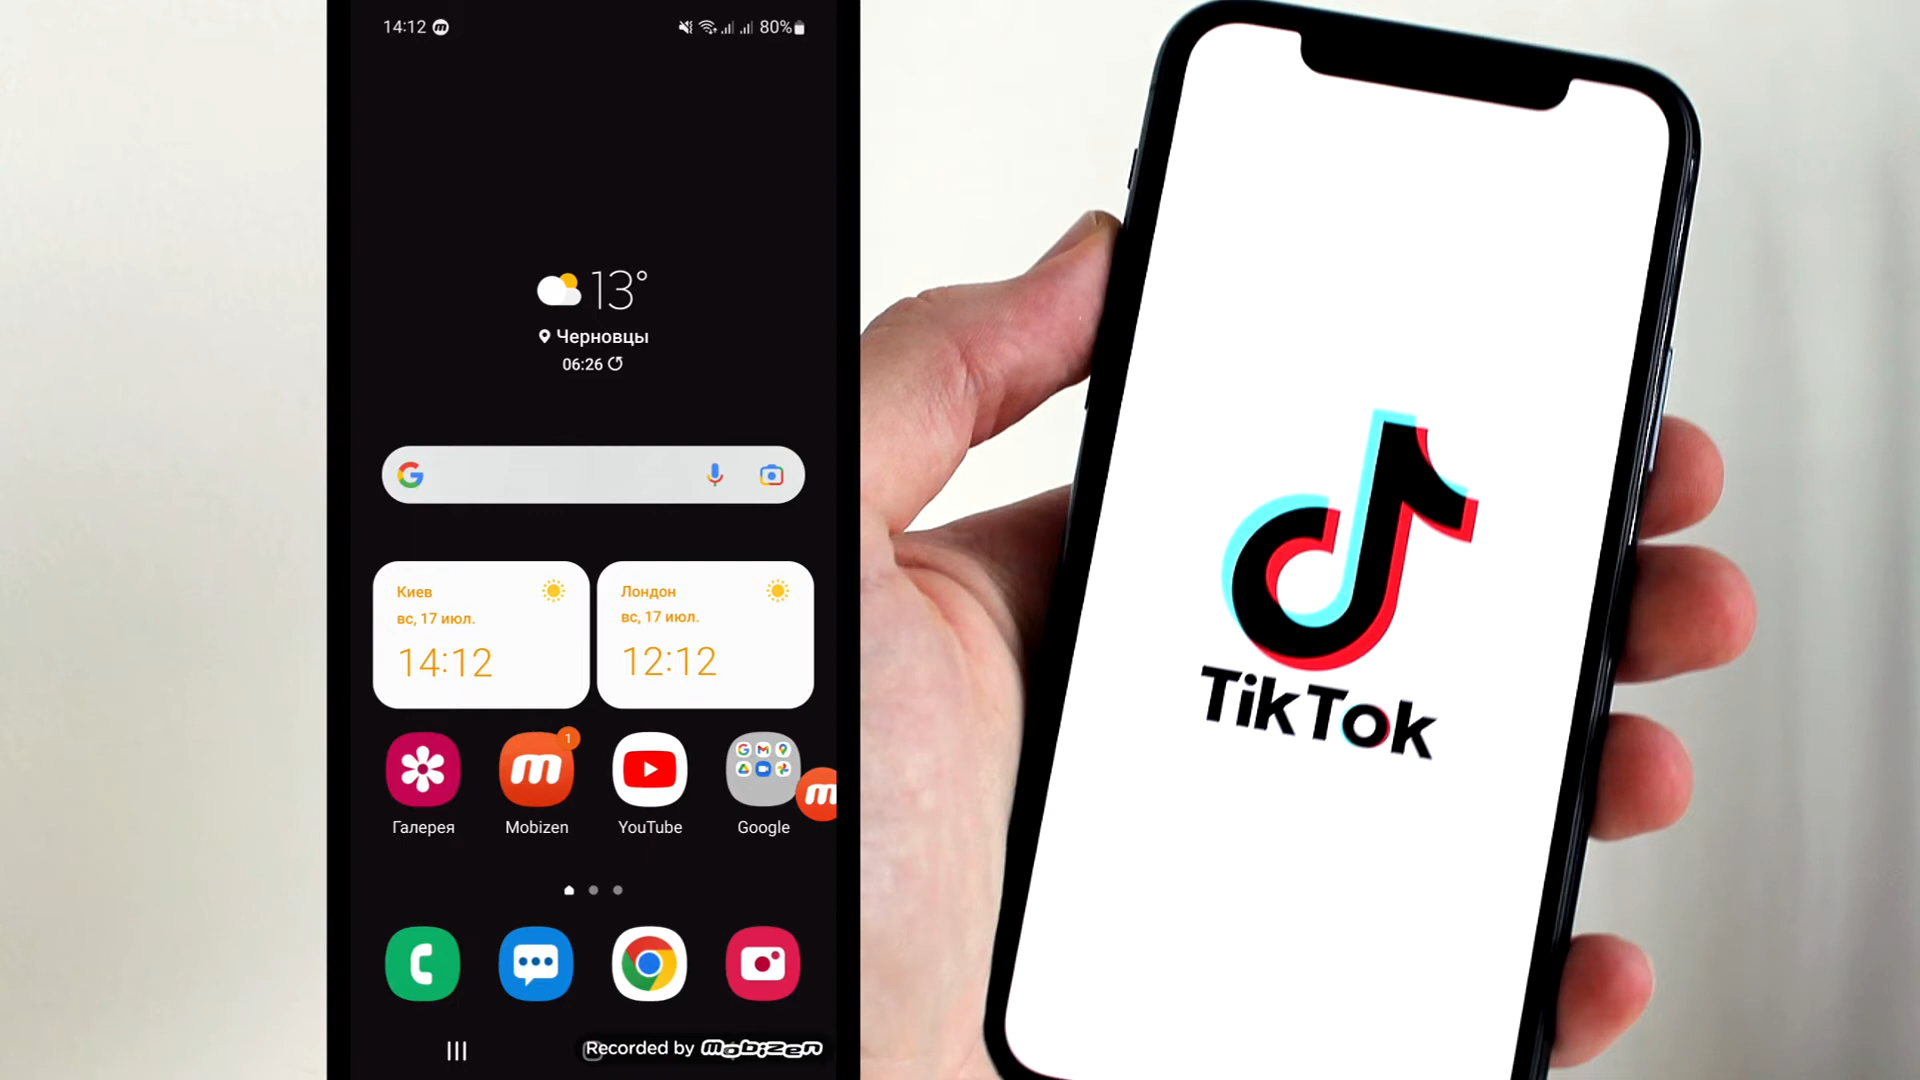 14:12
80%
13°
Черновцы
06:26
Киев
вс, 17 июл.
14:12
Лондон
вс, 17 июл.
12:12
1
Галерея
Mobizen
YouTube
Google
Recorded by mobizen
TikTok